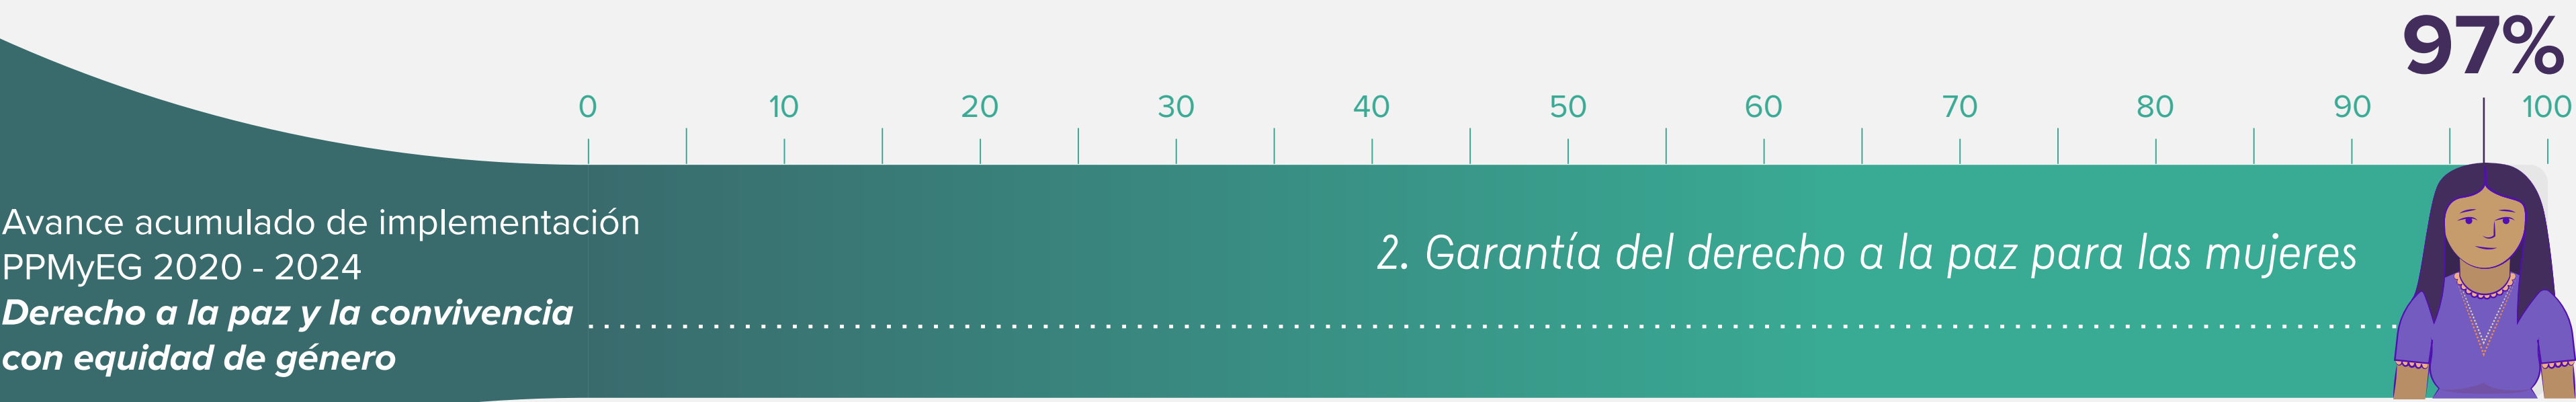 97%
0 10 20 30 40 50 60 70 80 90 100
Avance acumulado de implementación
PPMyEG 2020 - 2024
Derecho a la paz y la convivencia
con equidad de género
2. Garantía del derecho a la paz para las mujeres